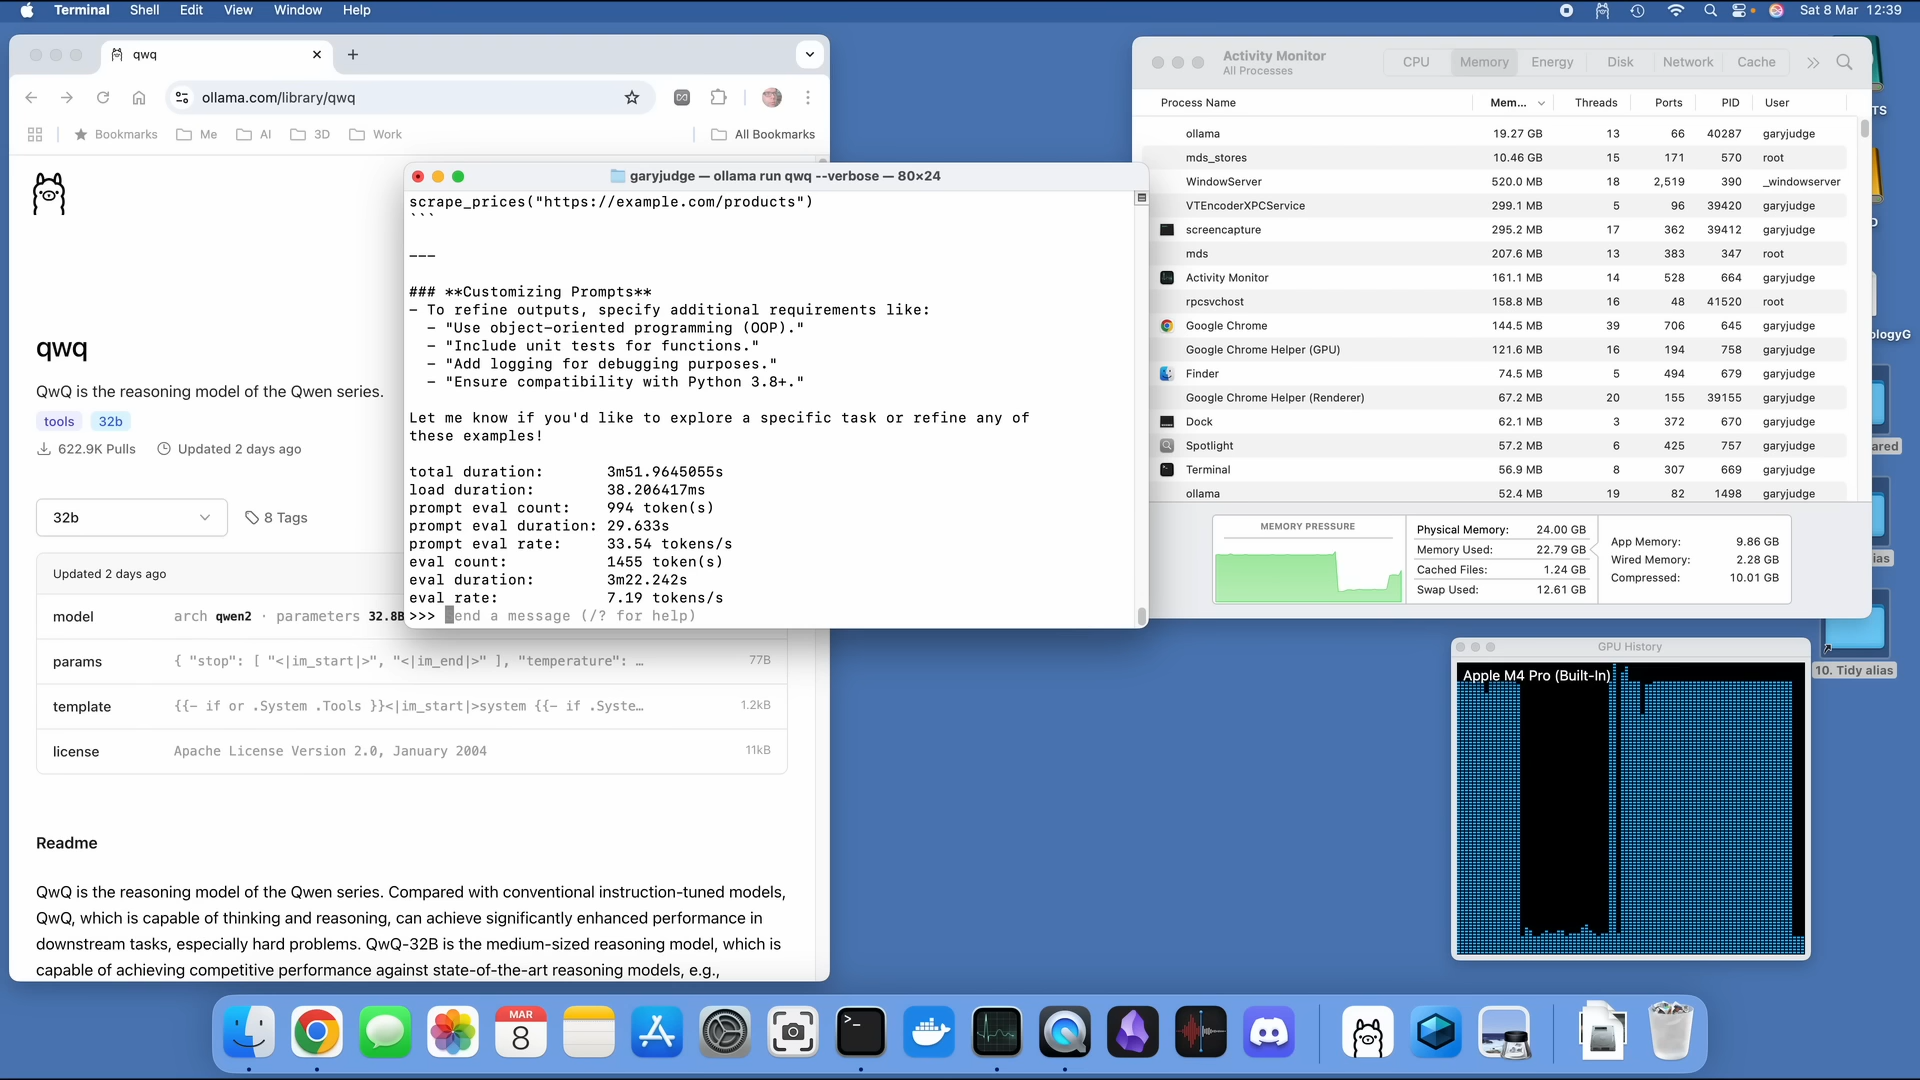 Terminal Shell Edit View Window Help
Sat 8 Mar 12:39
qwq
ollama.com/library/qwq
Bookmarks Me AI 3D Work All Bookmarks
qwq
QwQ is the reasoning model of the Qwen series.
tools 32b
622.9K Pulls Updated 2 days ago
32b 8 Tags
Updated 2 days ago
model arch qwen2 · parameters 32.8B
params { "stop": [ "<|im_start|>", "<|im_end|>" ], "temperature": … 77B
template {{- if or .System .Tools }}<|im_start|>system {{- if .Syste… 1.2kB
license Apache License Version 2.0, January 2004 11kB
Readme
QwQ is the reasoning model of the Qwen series. Compared with conventional instruction-tuned models,
QwQ, which is capable of thinking and reasoning, can achieve significantly enhanced performance in
downstream tasks, especially hard problems. QwQ-32B is the medium-sized reasoning model, which is
capable of achieving competitive performance against state-of-the-art reasoning models, e.g.,
garyjudge — ollama run qwq --verbose — 80×24
scrape_prices("https://example.com/products")
```
---
### **Customizing Prompts**
- To refine outputs, specify additional requirements like:
- "Use object-oriented programming (OOP)."
- "Include unit tests for functions."
- "Add logging for debugging purposes."
- "Ensure compatibility with Python 3.8+."
Let me know if you'd like to explore a specific task or refine any of
these examples!
total duration: 3m51.9645055s
load duration: 38.206417ms
prompt eval count: 994 token(s)
prompt eval duration: 29.633s
prompt eval rate: 33.54 tokens/s
eval count: 1455 token(s)
eval duration: 3m22.242s
eval rate: 7.19 tokens/s
>>> end a message (/? for help)
Activity Monitor
All Processes
CPU Memory Energy Disk Network Cache
Process Name Mem... Threads Ports PID User
ollama 19.27 GB 13 66 40287 garyjudge
mds_stores 10.46 GB 15 171 570 root
WindowServer 520.0 MB 18 2,519 390 _windowserver
VTEncoderXPCService 299.1 MB 5 96 39420 garyjudge
screencapture 295.2 MB 17 362 39412 garyjudge
mds 207.6 MB 13 383 347 root
Activity Monitor 161.1 MB 14 528 664 garyjudge
rpcsvchost 158.8 MB 16 48 41520 root
Google Chrome 144.5 MB 39 706 645 garyjudge
Google Chrome Helper (GPU) 121.6 MB 16 194 758 garyjudge
Finder 74.5 MB 5 494 679 garyjudge
Google Chrome Helper (Renderer) 67.2 MB 20 155 39155 garyjudge
Dock 62.1 MB 3 372 670 garyjudge
Spotlight 57.2 MB 6 425 757 garyjudge
Terminal 56.9 MB 8 307 669 garyjudge
ollama 52.4 MB 19 82 1498 garyjudge
MEMORY PRESSURE
Physical Memory: 24.00 GB
Memory Used: 22.79 GB
Cached Files: 1.24 GB
Swap Used: 12.61 GB
App Memory: 9.86 GB
Wired Memory: 2.28 GB
Compressed: 10.01 GB
TS
ologyG
ared
ias
10. Tidy alias
GPU History
Apple M4 Pro (Built-In)
MAR
8